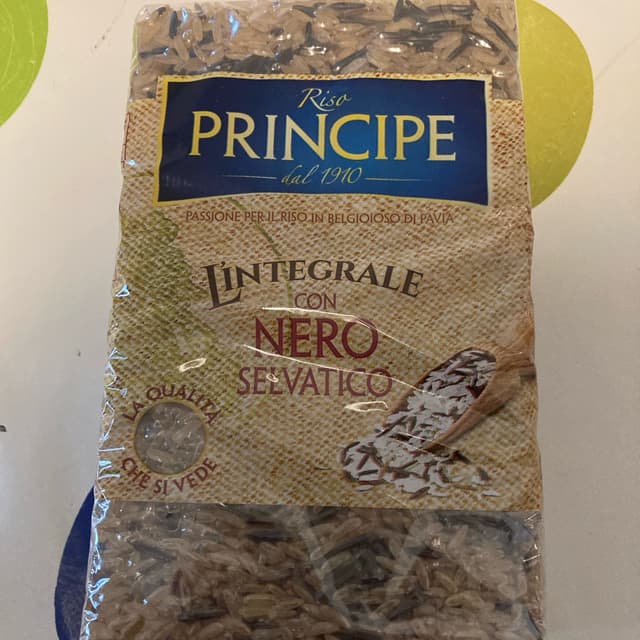 Riso
PRINCIPE
dal 1910
PASSIONE PER IL RISO IN BELGIOIOSO DI PAVIA
L'INTEGRALE
CON
NERO
SELVATICO
LA QUALITÀ
CHE SI VEDE